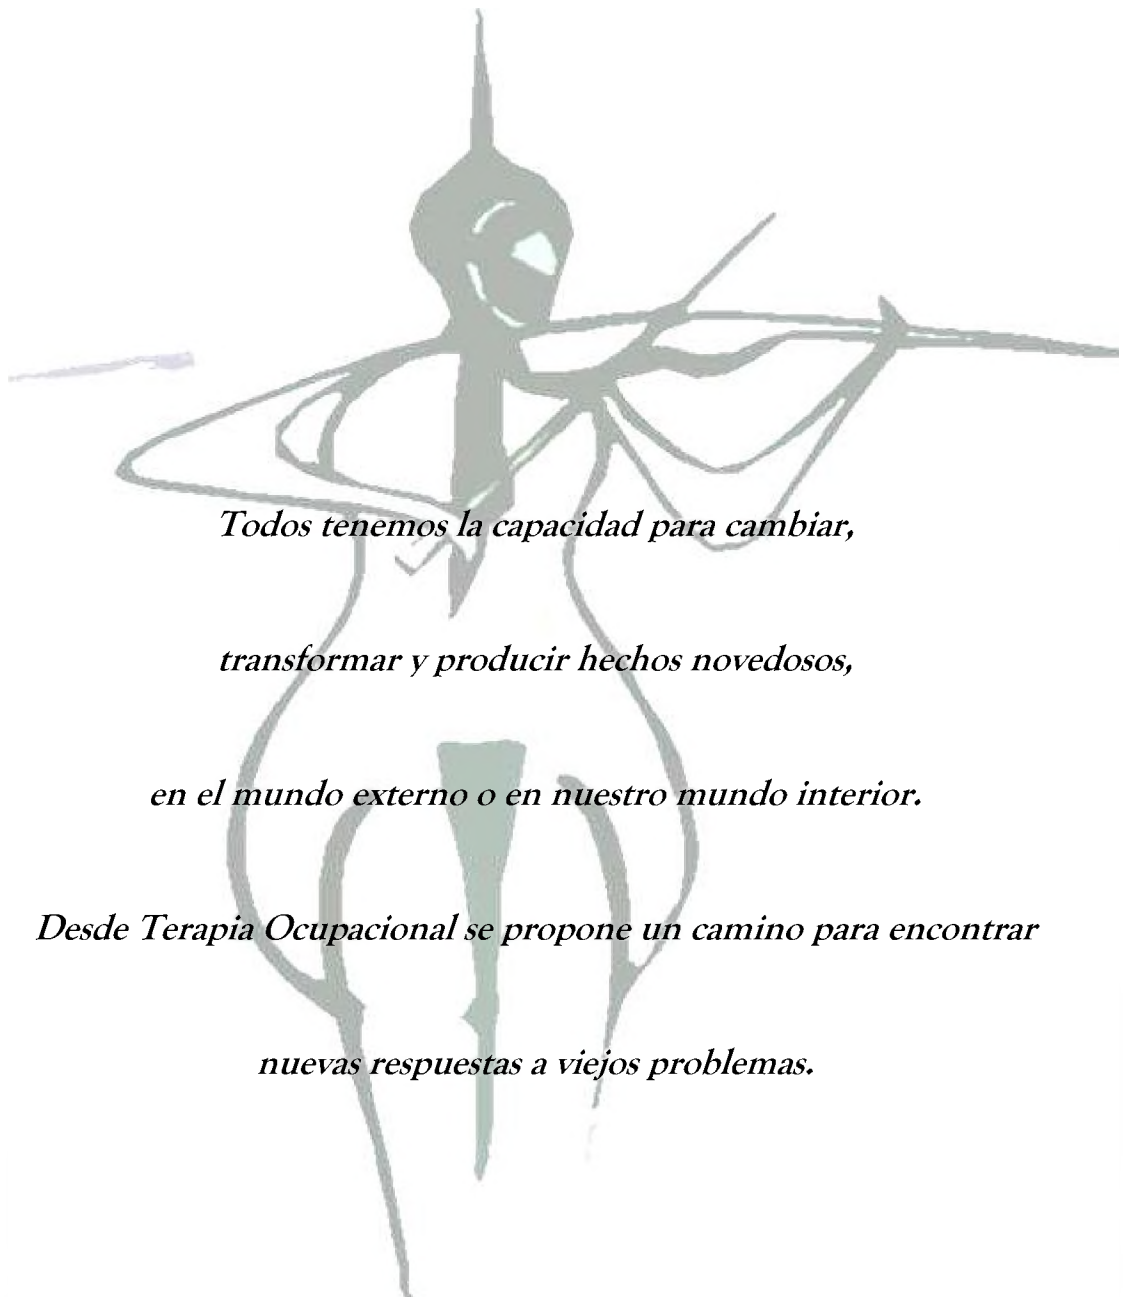 Todos tenemos la capacidad para cambiar,
transformar y producir hechos novedosos,
en el mundo externo o en nuestro mundo interior.
Desde Terapia Ocupacional se propone un camino para encontrar
nuevas respuestas a viejos problemas.